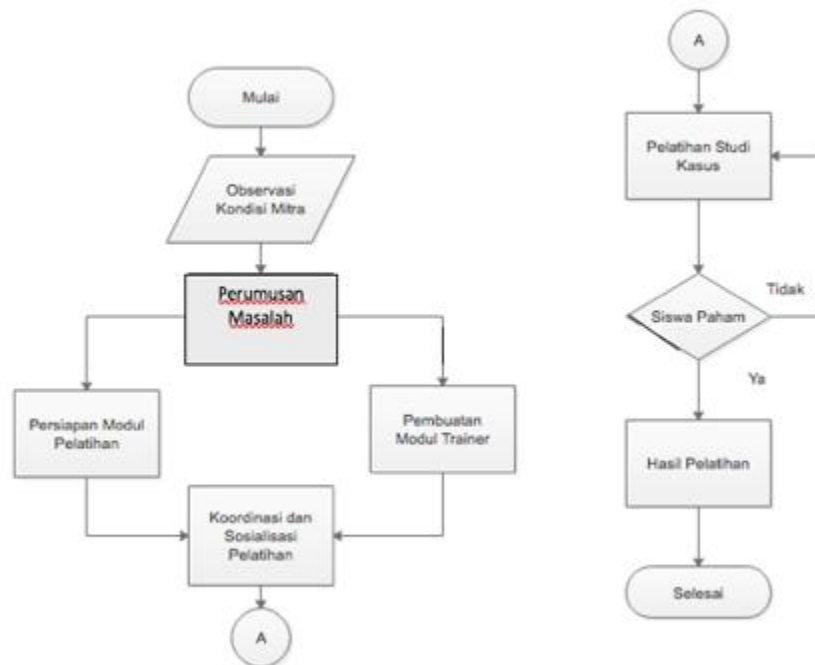 Mulai
Observasi
Kondisi Mitra
Perumusan
Masalah
Persiapan Modul
Pelatihan
Pembuatan
Modul Trainer
Koordinasi dan
Sosialisasi
Pelatihan
A
A
Pelatihan Studi
Kasus
Siswa Paham
Tidak
Ya
Hasil Pelatihan
Selesai